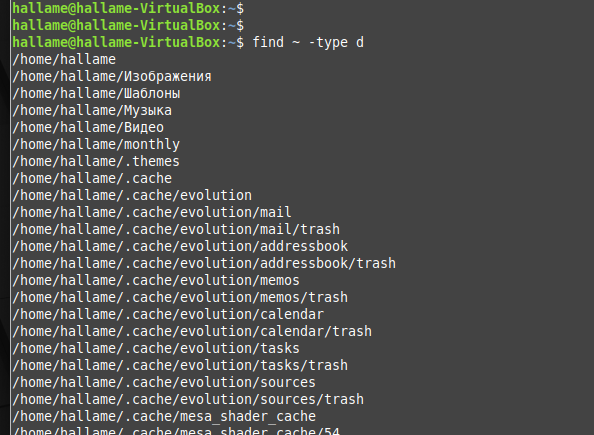 hallame@hallame-VirtualBox:~$
hallame@hallame-VirtualBox:~$
hallame@hallame-VirtualBox:~$ find ~ -type d
/home/hallame
/home/hallame/Изображения
/home/hallame/Шаблоны
/home/hallame/Музыка
/home/hallame/Видео
/home/hallame/monthly
/home/hallame/.themes
/home/hallame/.cache
/home/hallame/.cache/evolution
/home/hallame/.cache/evolution/mail
/home/hallame/.cache/evolution/mail/trash
/home/hallame/.cache/evolution/addressbook
/home/hallame/.cache/evolution/addressbook/trash
/home/hallame/.cache/evolution/memos
/home/hallame/.cache/evolution/memos/trash
/home/hallame/.cache/evolution/calendar
/home/hallame/.cache/evolution/calendar/trash
/home/hallame/.cache/evolution/tasks
/home/hallame/.cache/evolution/tasks/trash
/home/hallame/.cache/evolution/sources
/home/hallame/.cache/evolution/sources/trash
/home/hallame/.cache/mesa_shader_cache
/home/hallame/.cache/mesa_shader_cache/54